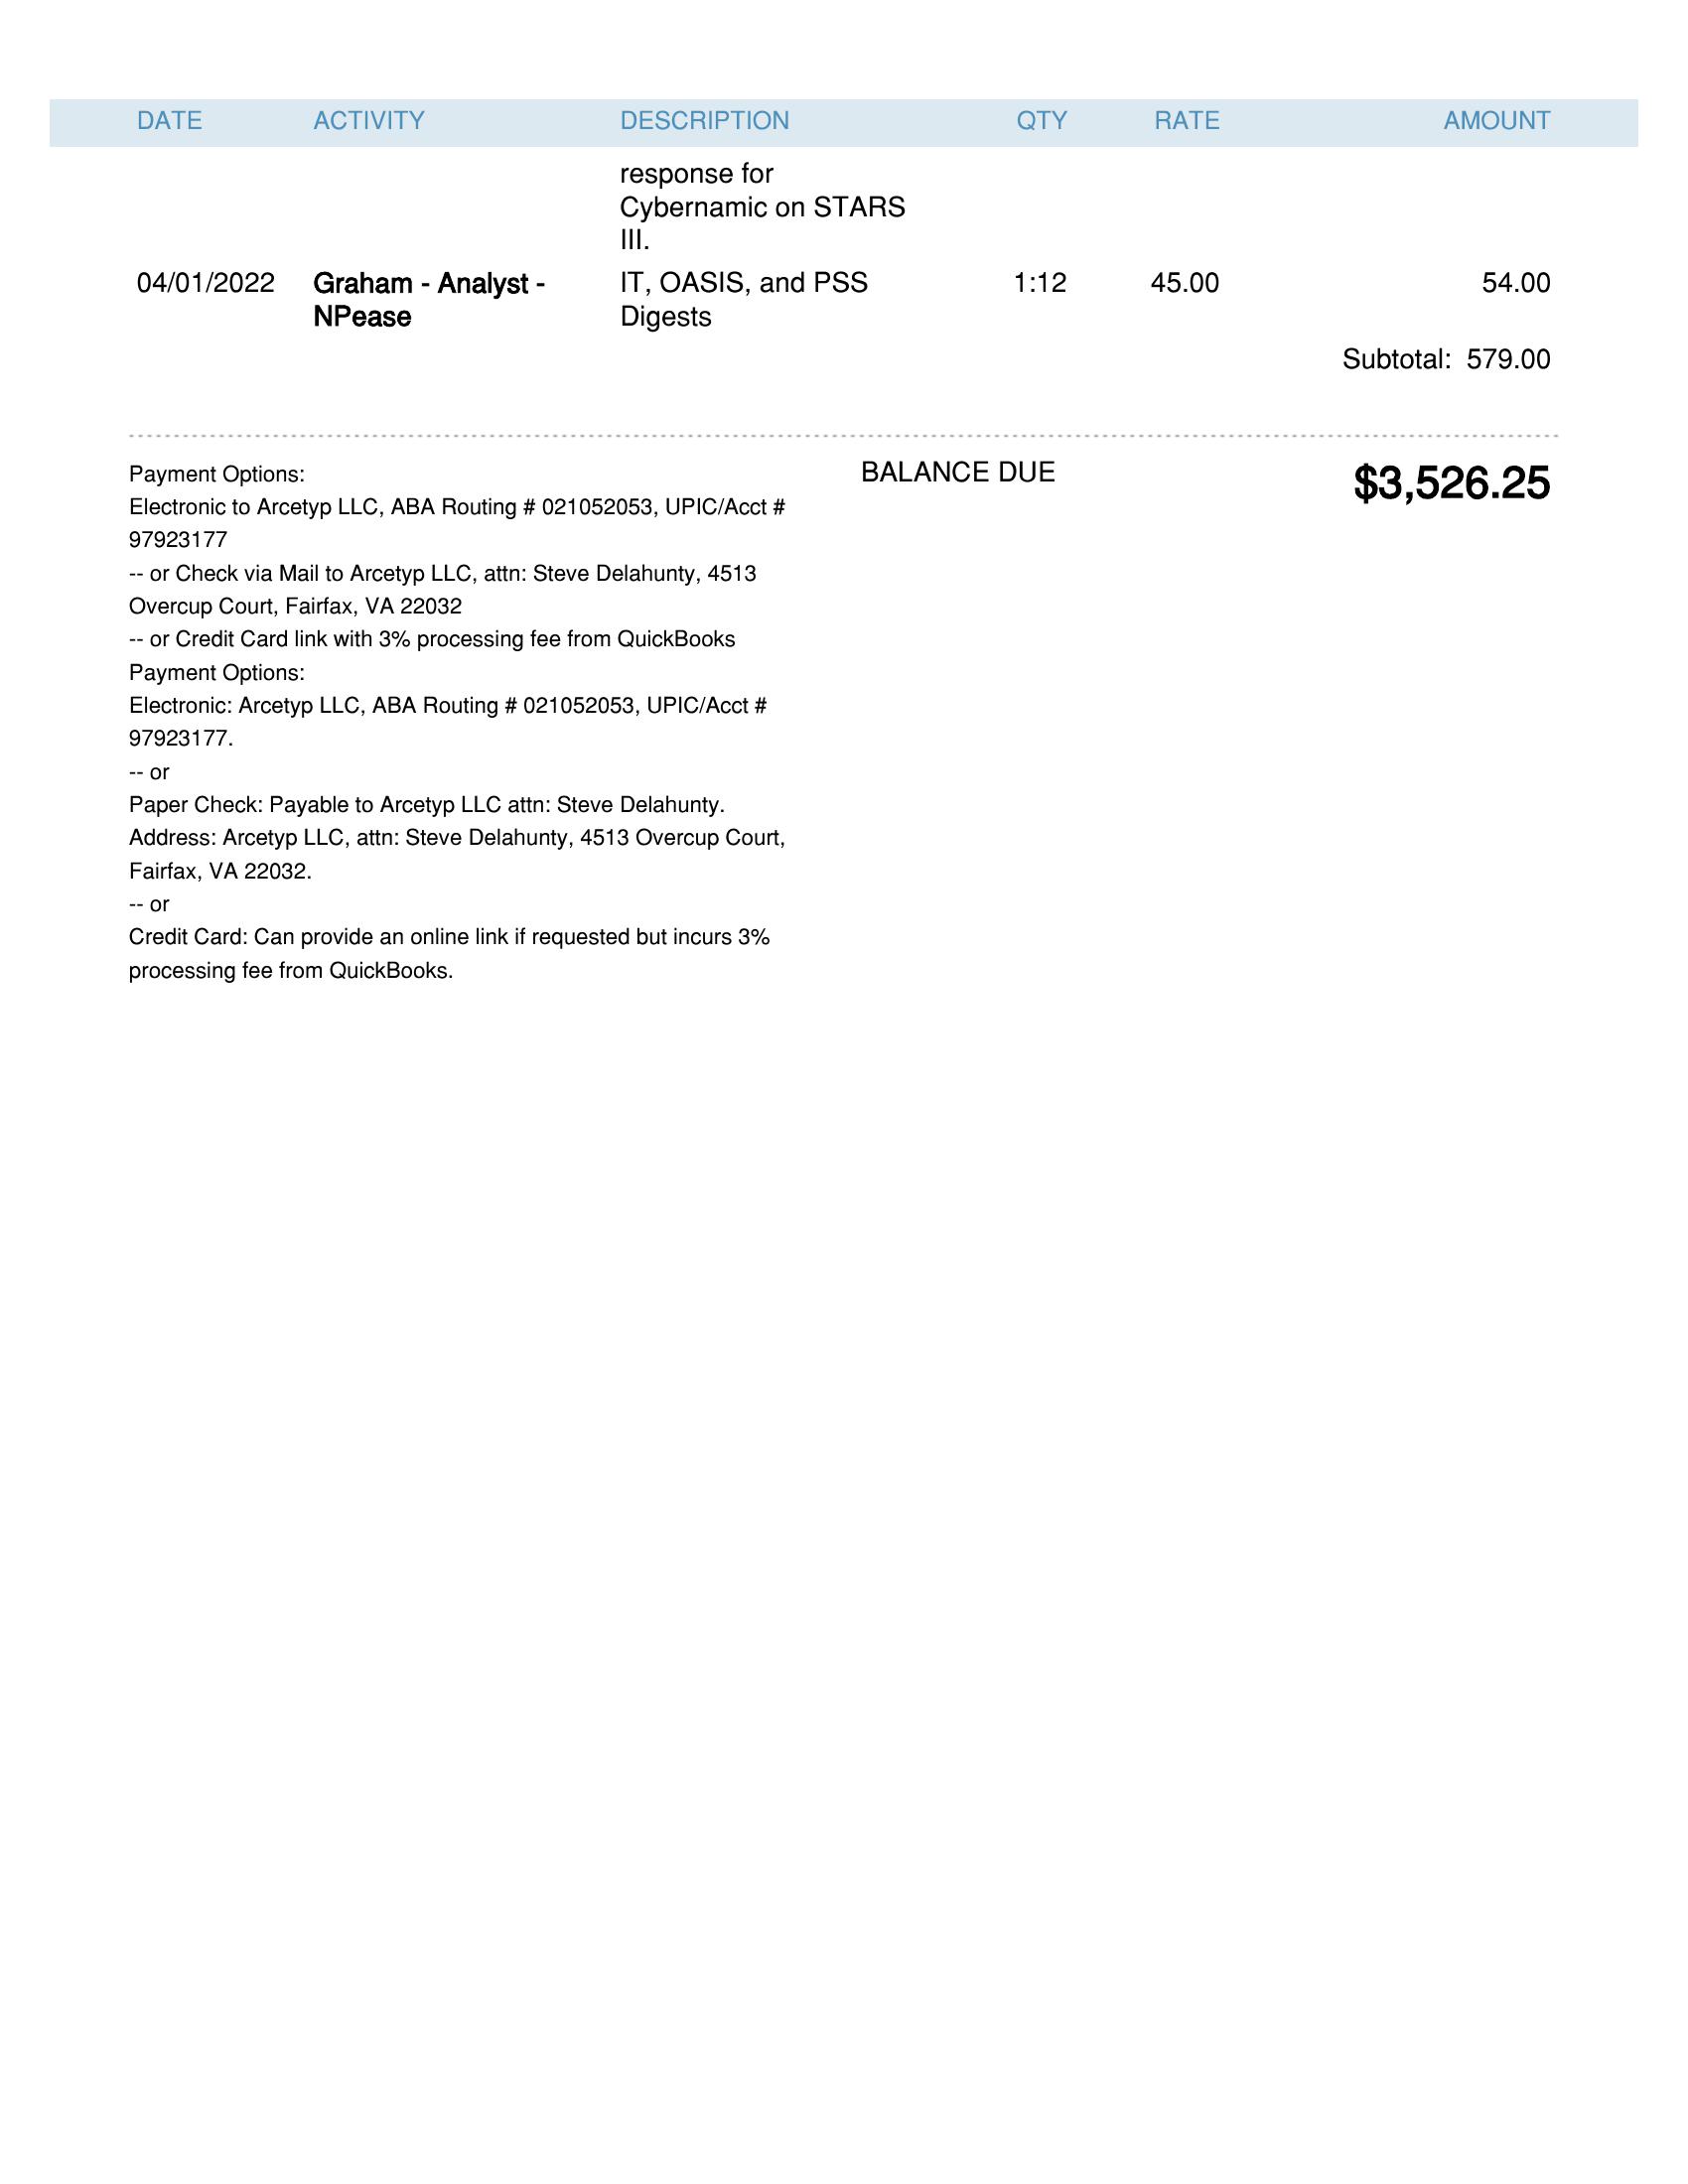 DATE ACTIVITY DESCRIPTION QTY RATE AMOUNT
response for
Cybernamic on STARS
III.
04/01/2022 Graham - Analyst - IT, OASIS, and PSS 1:12 45.00 54.00
NPease Digests
Subtotal: 579.00
Payment Options: BALANCE DUE $3,526.25
Electronic to Arcetyp LLC, ABA Routing # 021052053, UPIC/Acct #
97923177
-- or Check via Mail to Arcetyp LLC, attn: Steve Delahunty, 4513
Overcup Court, Fairfax, VA 22032
-- or Credit Card link with 3% processing fee from QuickBooks
Payment Options:
Electronic: Arcetyp LLC, ABA Routing # 021052053, UPIC/Acct #
97923177.
-- or
Paper Check: Payable to Arcetyp LLC attn: Steve Delahunty.
Address: Arcetyp LLC, attn: Steve Delahunty, 4513 Overcup Court,
Fairfax, VA 22032.
-- or
Credit Card: Can provide an online link if requested but incurs 3%
processing fee from QuickBooks.